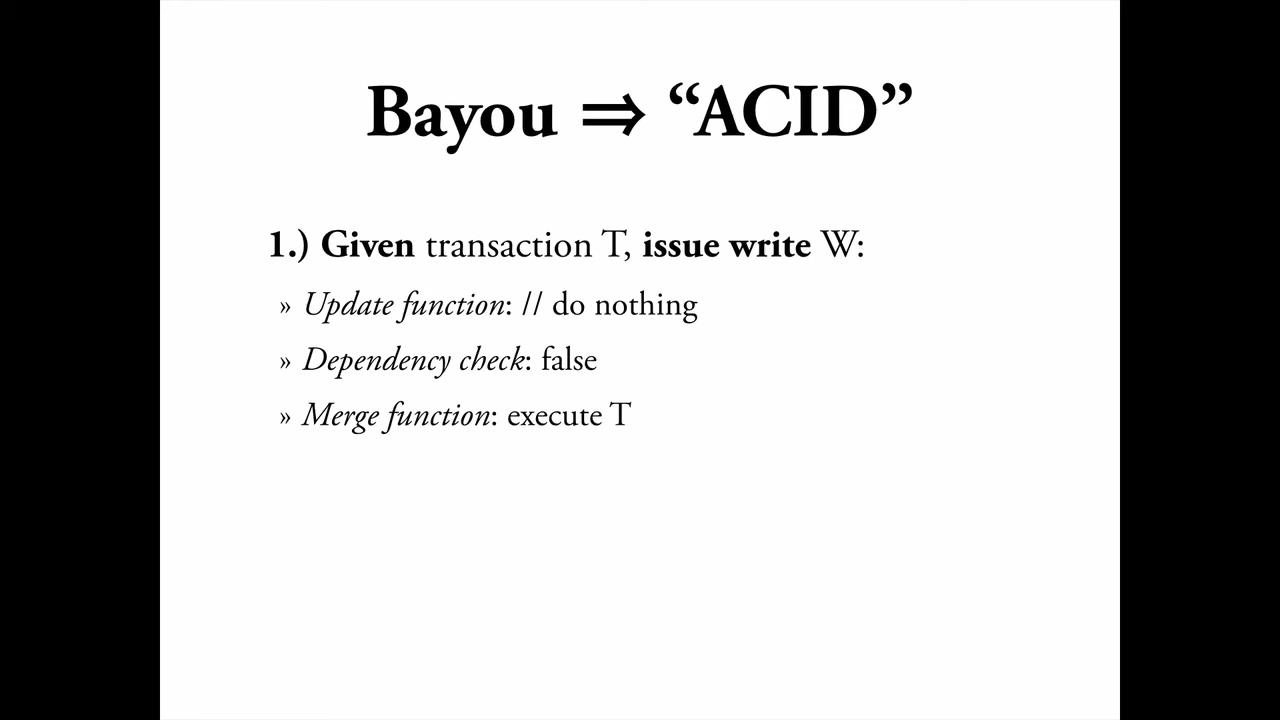 Bayou ⇒ “ACID”
1.) Given transaction T, issue write W:
» Update function: // do nothing
» Dependency check: false
» Merge function: execute T